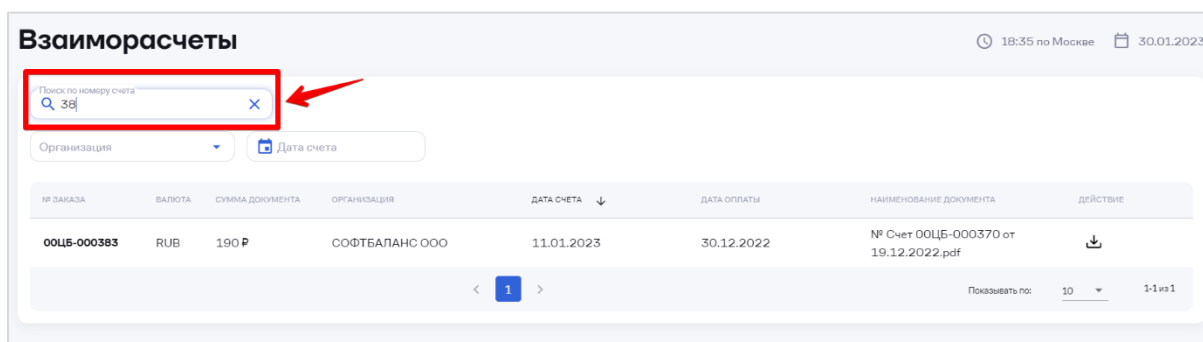 Взаиморасчеты
18:35 по Москве 30.01.2023
Поиск по номеру счета
38
Организация Дата счета
№ ЗАКАЗА ВАЛЮТА СУММА ДОКУМЕНТА ОРГАНИЗАЦИЯ ДАТА СЧЕТА ДАТА ОПЛАТЫ НАИМЕНОВАНИЕ ДОКУМЕНТА ДЕЙСТВИЕ
00ЦБ-000383 RUB 190 ₽ СОФТБАЛАНС ООО 11.01.2023 30.12.2022 № Счет 00ЦБ-000370 от
19.12.2022.pdf
< 1 > Показывать по: 10 1-1 из 1